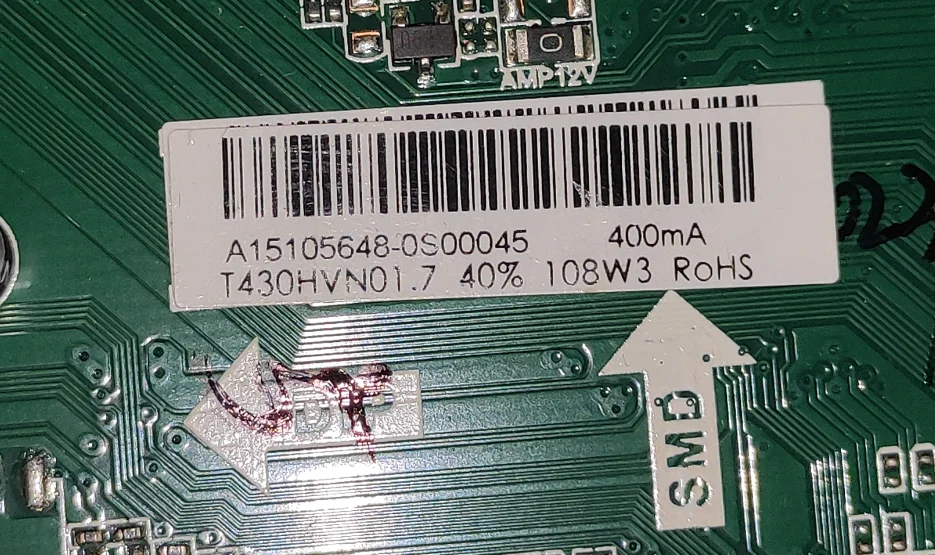 AMP12V
A15105648-0S00045 400mA
T430HVN01.7 40% 108W3 RoHS
SMD